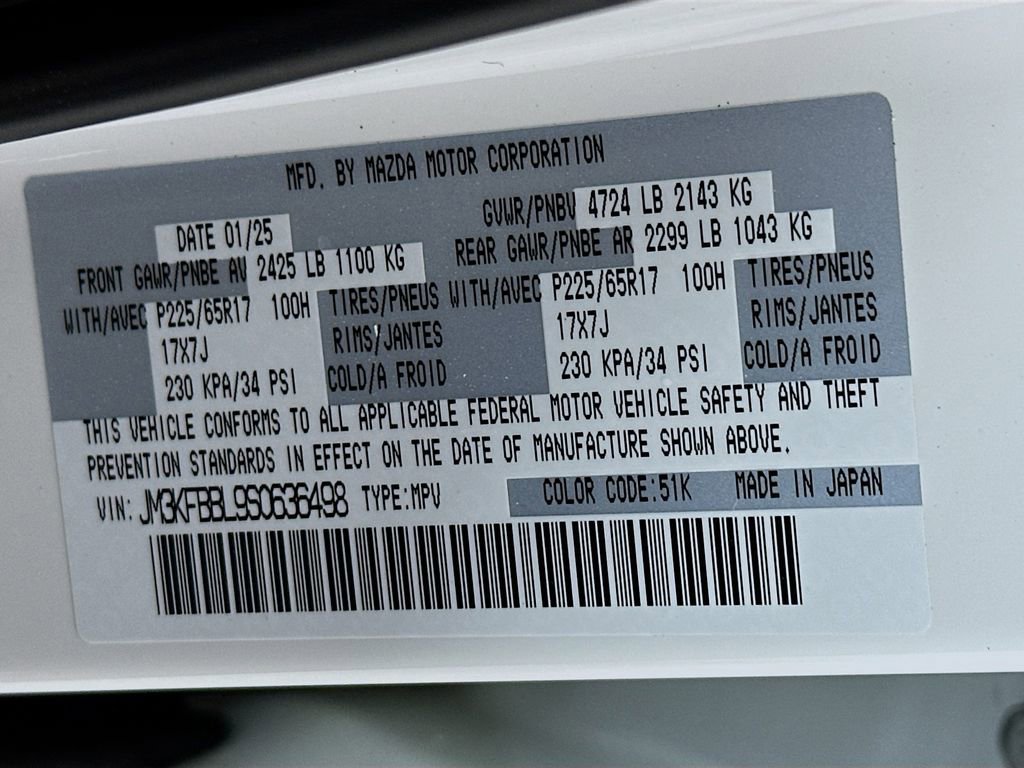 MFD. BY MAZDA MOTOR CORPORATION
DATE 01/25 GVWR/PNBV 4724 LB 2143 KG
FRONT GAWR/PNBE AV 2425 LB 1100 KG REAR GAWR/PNBE AR 2299 LB 1043 KG
WITH/AVEC P225/65R17 100H TIRES/PNEUS WITH/AVEC P225/65R17 100H TIRES/PNEUS
17X7J RIMS/JANTES 17X7J RIMS/JANTES
230 KPA/34 PSI COLD/A FROID 230 KPA/34 PSI COLD/A FROID
THIS VEHICLE CONFORMS TO ALL APPLICABLE FEDERAL MOTOR VEHICLE SAFETY AND THEFT
PREVENTION STANDARDS IN EFFECT ON THE DATE OF MANUFACTURE SHOWN ABOVE.
VIN: JM3KFBBL9S0636498 TYPE:MPV COLOR CODE:51K MADE IN JAPAN